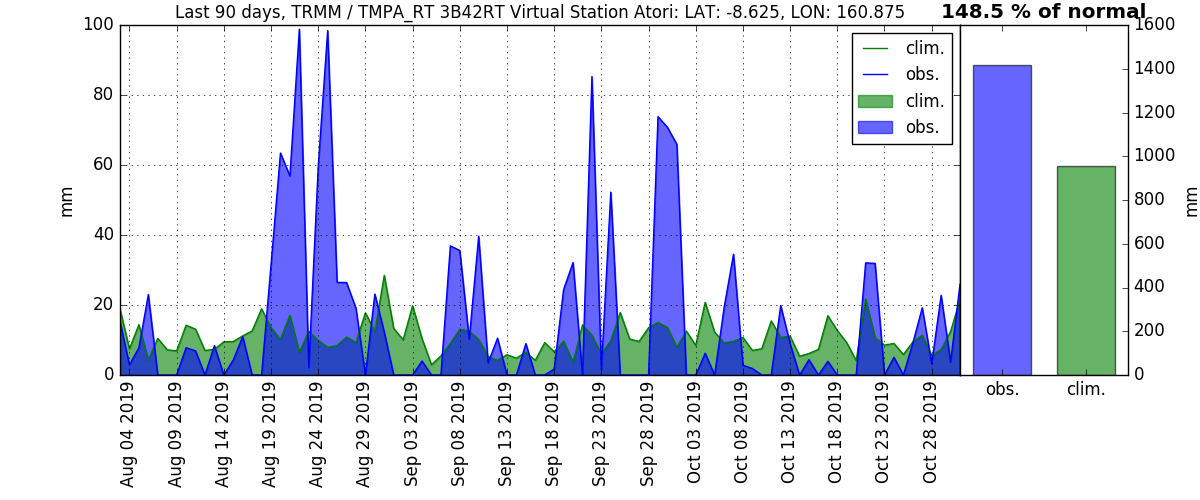 Last 90 days, TRMM / TMPA_RT 3B42RT Virtual Station Atori: LAT: -8.625, LON: 160.875
148.5 % of normal
100
80
60
40
20
0
mm
clim.
obs.
clim.
obs.
1600
1400
1200
1000
800
600
400
200
0
mm
Aug 04 2019
Aug 09 2019
Aug 14 2019
Aug 19 2019
Aug 24 2019
Aug 29 2019
Sep 03 2019
Sep 08 2019
Sep 13 2019
Sep 18 2019
Sep 23 2019
Sep 28 2019
Oct 03 2019
Oct 08 2019
Oct 13 2019
Oct 18 2019
Oct 23 2019
Oct 28 2019
obs.
clim.